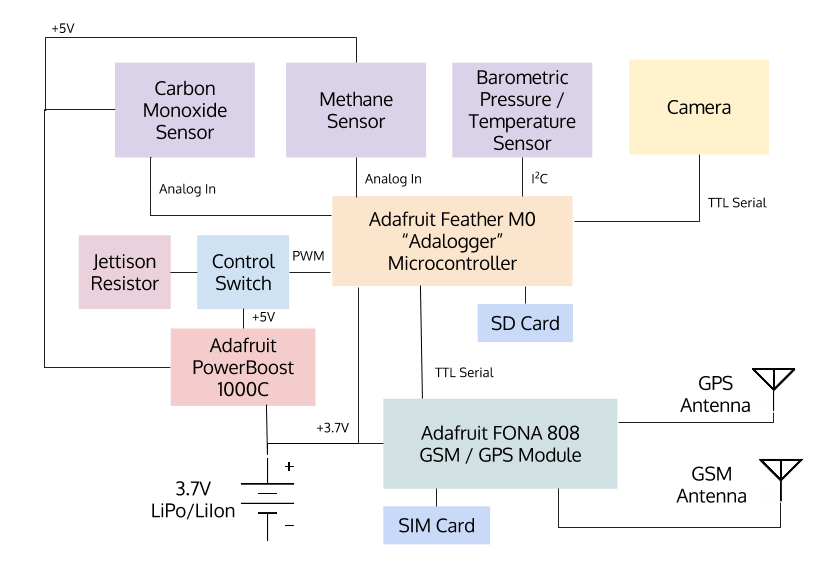 +5V
Carbon
Monoxide
Sensor
Methane
Sensor
Barometric
Pressure /
Temperature
Sensor
Camera
Analog In
Analog In
I²C
TTL Serial
Adafruit Feather M0
“Adalogger”
Microcontroller
Jettison
Resistor
Control
Switch
PWM
+5V
SD Card
Adafruit
PowerBoost
1000C
TTL Serial
GPS
Antenna
+3.7V
Adafruit FONA 808
GSM / GPS Module
GSM
Antenna
+
3.7V
LiPo/LiIon
−
SIM Card